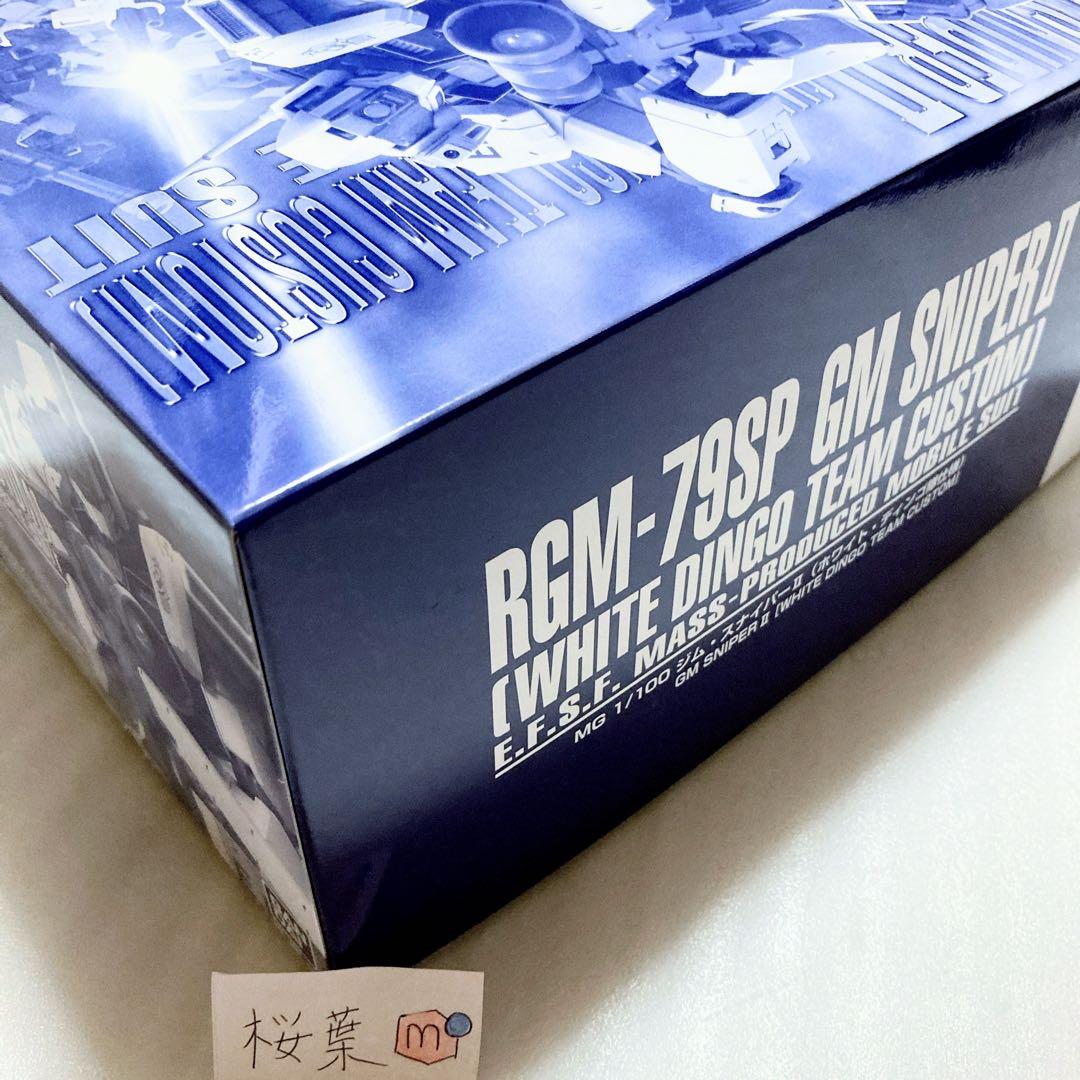 SUIT
TEAM CUSTOM]
RGM-79SP GM SNIPER II
[WHITE DINGO TEAM CUSTOM]
E.F.S.F. MASS-PRODUCED MOBILE SUIT
MG 1/100 ジム・スナイパーII (ホワイト・ディンゴ隊仕様)
GM SNIPER II [WHITE DINGO TEAM CUSTOM]
桜葉 m